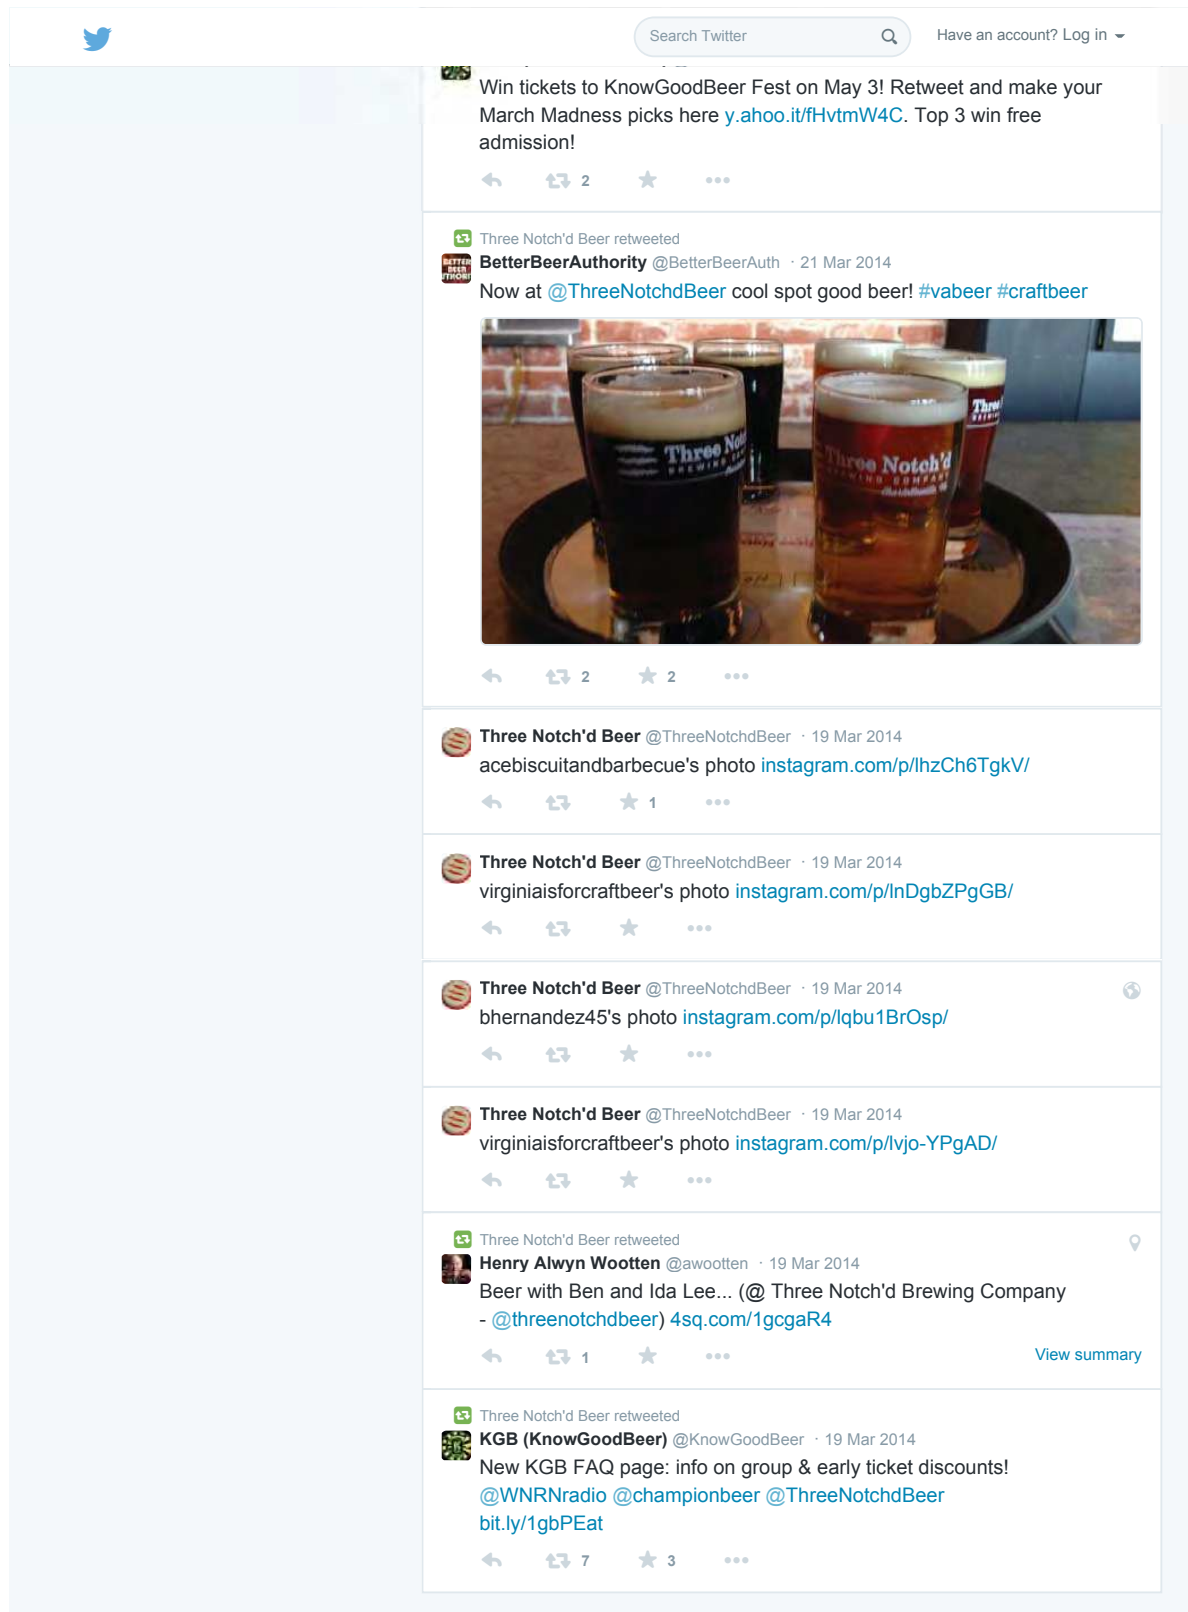 Search Twitter
Have an account? Log in
Win tickets to KnowGoodBeer Fest on May 3! Retweet and make your
March Madness picks here y.ahoo.it/fHvtmW4C. Top 3 win free
admission!
2
Three Notch'd Beer retweeted
BETTER
BEER
BetterBeerAuthority @BetterBeerAuth · 21 Mar 2014
Now at @ThreeNotchdBeer cool spot good beer! #vabeer #craftbeer
Three
Three Notch'd
BREWING COMPANY
2 2
Three Notch'd Beer @ThreeNotchdBeer · 19 Mar 2014
acebiscuitandbarbecue's photo instagram.com/p/lhzCh6TgkV/
1
Three Notch'd Beer @ThreeNotchdBeer · 19 Mar 2014
virginiaisforcraftbeer's photo instagram.com/p/lnDgbZPgGB/
Three Notch'd Beer @ThreeNotchdBeer · 19 Mar 2014
bhernandez45's photo instagram.com/p/lqbu1BrOsp/
Three Notch'd Beer @ThreeNotchdBeer · 19 Mar 2014
virginiaisforcraftbeer's photo instagram.com/p/lvjo-YPgAD/
Three Notch'd Beer retweeted
Henry Alwyn Wootten @awootten · 19 Mar 2014
Beer with Ben and Ida Lee... (@ Three Notch'd Brewing Company
- @threenotchdbeer) 4sq.com/1gcgaR4
1
View summary
Three Notch'd Beer retweeted
KGB (KnowGoodBeer) @KnowGoodBeer · 19 Mar 2014
New KGB FAQ page: info on group & early ticket discounts!
@WNRNradio @championbeer @ThreeNotchdBeer
bit.ly/1gbPEat
7 3